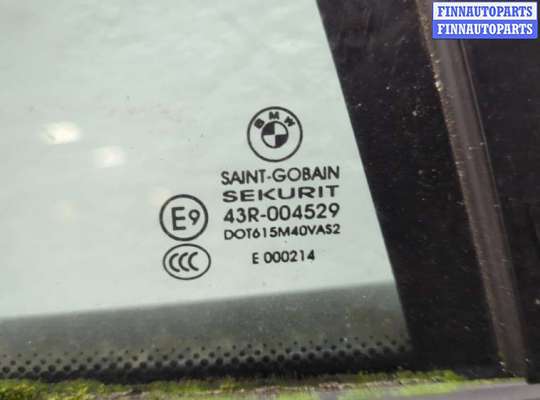 FINNAUTOPARTS
FINNAUTOPARTS
BMW
SAINT-GOBAIN
SEKURIT
E9 43R-004529
DOT615M40VAS2
CCC E 000214